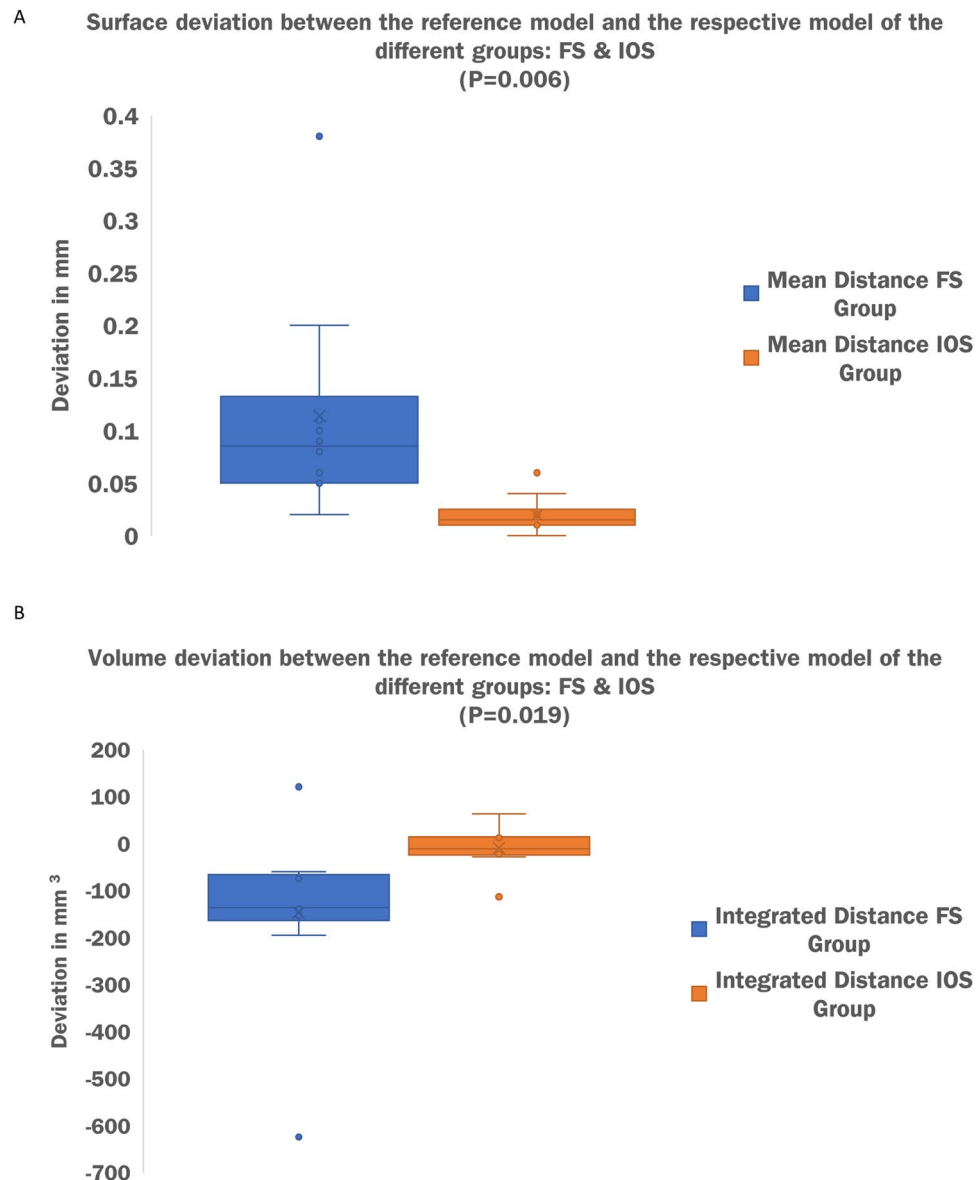 A
Surface deviation between the reference model and the respective model of the
different groups: FS & IOS
(P=0.006)
0.4
0.35
0.3
0.25
0.2
0.15
0.1
0.05
0
Deviation in mm
Mean Distance FS
Group
Mean Distance IOS
Group
B
Volume deviation between the reference model and the respective model of the
different groups: FS & IOS
(P=0.019)
200
100
0
-100
-200
-300
-400
-500
-600
-700
Deviation in mm ³
Integrated Distance FS
Group
Integrated Distance IOS
Group